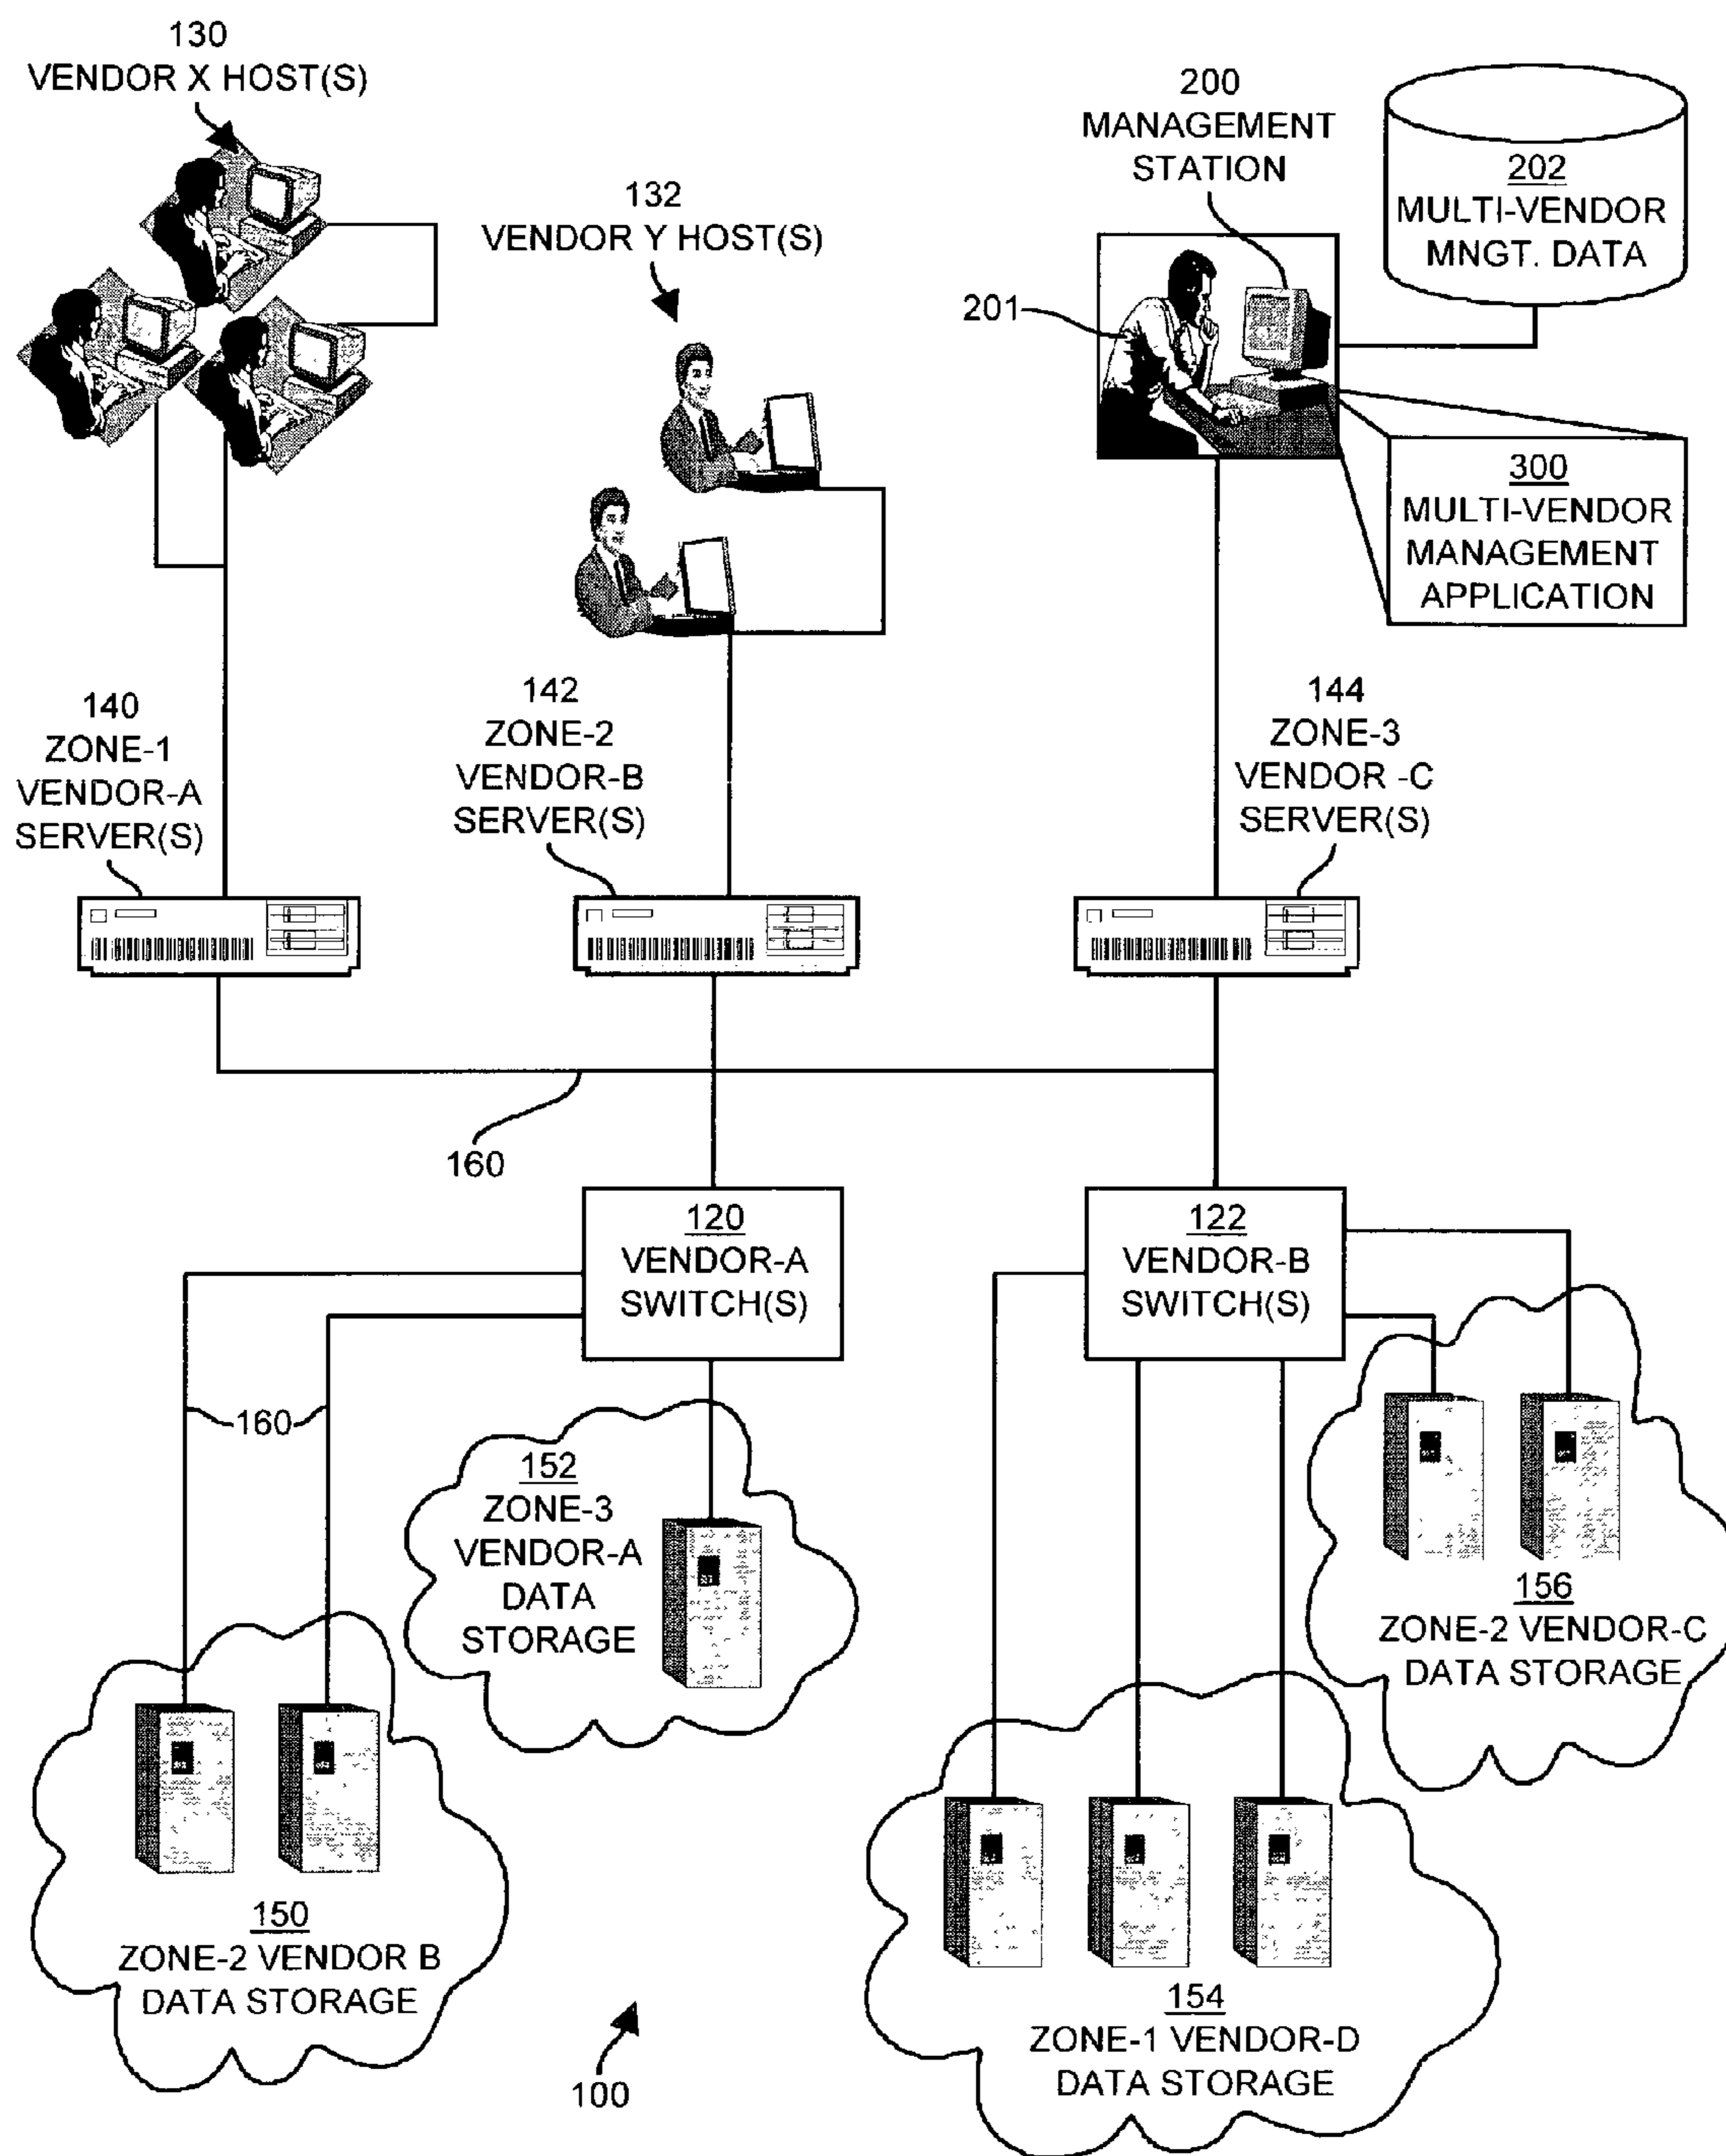 130
VENDOR X HOST(S)
200
MANAGEMENT
STATION
202
MULTI-VENDOR
MNGT. DATA
132
VENDOR Y HOST(S)
201
300
MULTI-VENDOR
MANAGEMENT
APPLICATION
140
ZONE-1
VENDOR-A
SERVER(S)
142
ZONE-2
VENDOR-B
SERVER(S)
144
ZONE-3
VENDOR -C
SERVER(S)
160
120
VENDOR-A
SWITCH(S)
122
VENDOR-B
SWITCH(S)
160
152
ZONE-3
VENDOR-A
DATA
STORAGE
156
ZONE-2 VENDOR-C
DATA STORAGE
150
ZONE-2 VENDOR B
DATA STORAGE
154
ZONE-1 VENDOR-D
DATA STORAGE
100